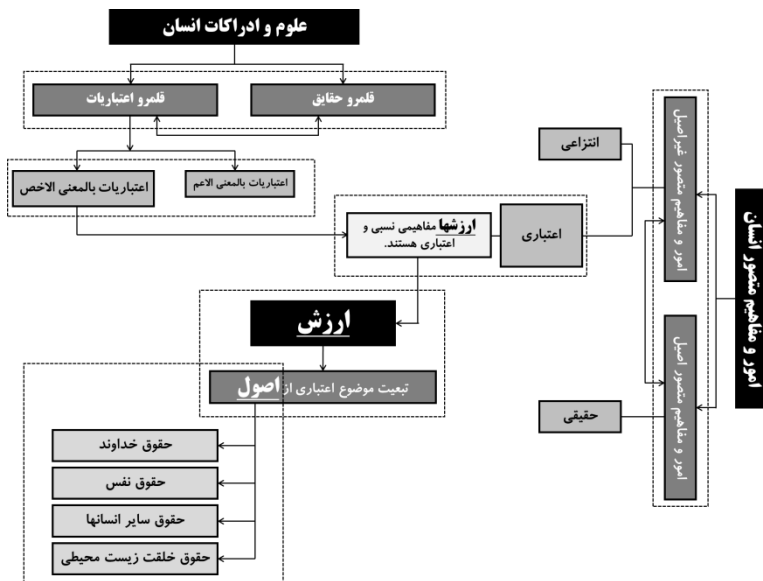 علوم و ادراکات انسان
قلمرو حقایق
قلمرو اعتباریات
اعتباریات بالمعنی الاعم
اعتباریات بالمعنی الاخص
امور و مفاهیم متصور انسان
امور و مفاهیم متصور غیراصیل
امور و مفاهیم متصور اصیل
انتزاعی
اعتباری
حقیقی
ارزشها مفاهیمی نسبی و
اعتباری هستند.
ارزش
تبعیت موضوع اعتباری از اصول
حقوق خداوند
حقوق نفس
حقوق سایر انسانها
حقوق خلقت زیست محیطی